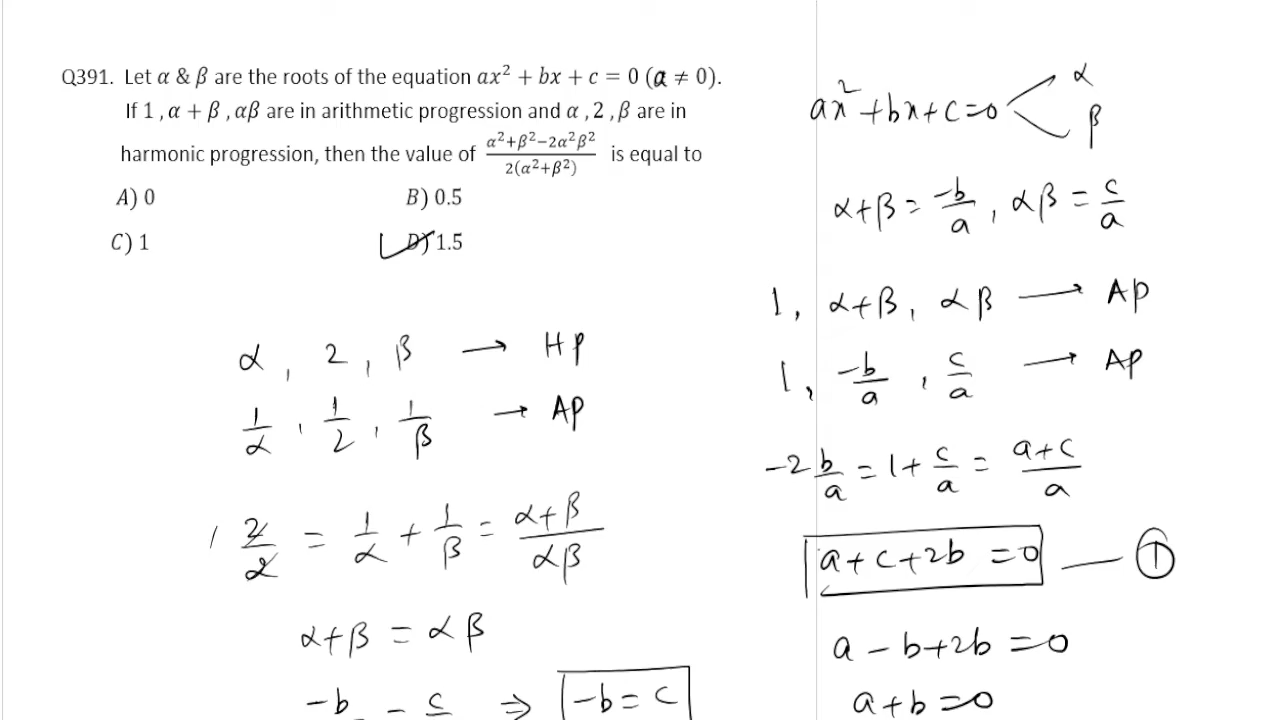 Q391. Let α & β are the roots of the equation ax² + bx + c = 0 (a ≠ 0).
If 1 , α + β , αβ are in arithmetic progression and α , 2 , β are in
harmonic progression, then the value of (α²+β²−2α²β²)/(2(α²+β²)) is equal to
A) 0 B) 0.5
C) 1 D) 1.5
α, 2, β → HP
1/α, 1/2, 1/β → AP
1 2/2 = 1/α + 1/β = (α+β)/(αβ)
α+β = αβ
-b = c ⇒ -b = c
ax²+bx+c=0 α
β
α+β = -b/a, αβ = c/a
1, α+β, αβ → AP
1, -b/a, c/a → AP
-2b/a = 1+c/a = (a+c)/a
a+c+2b = 0 — 1
a - b+2b = 0
a+b=0